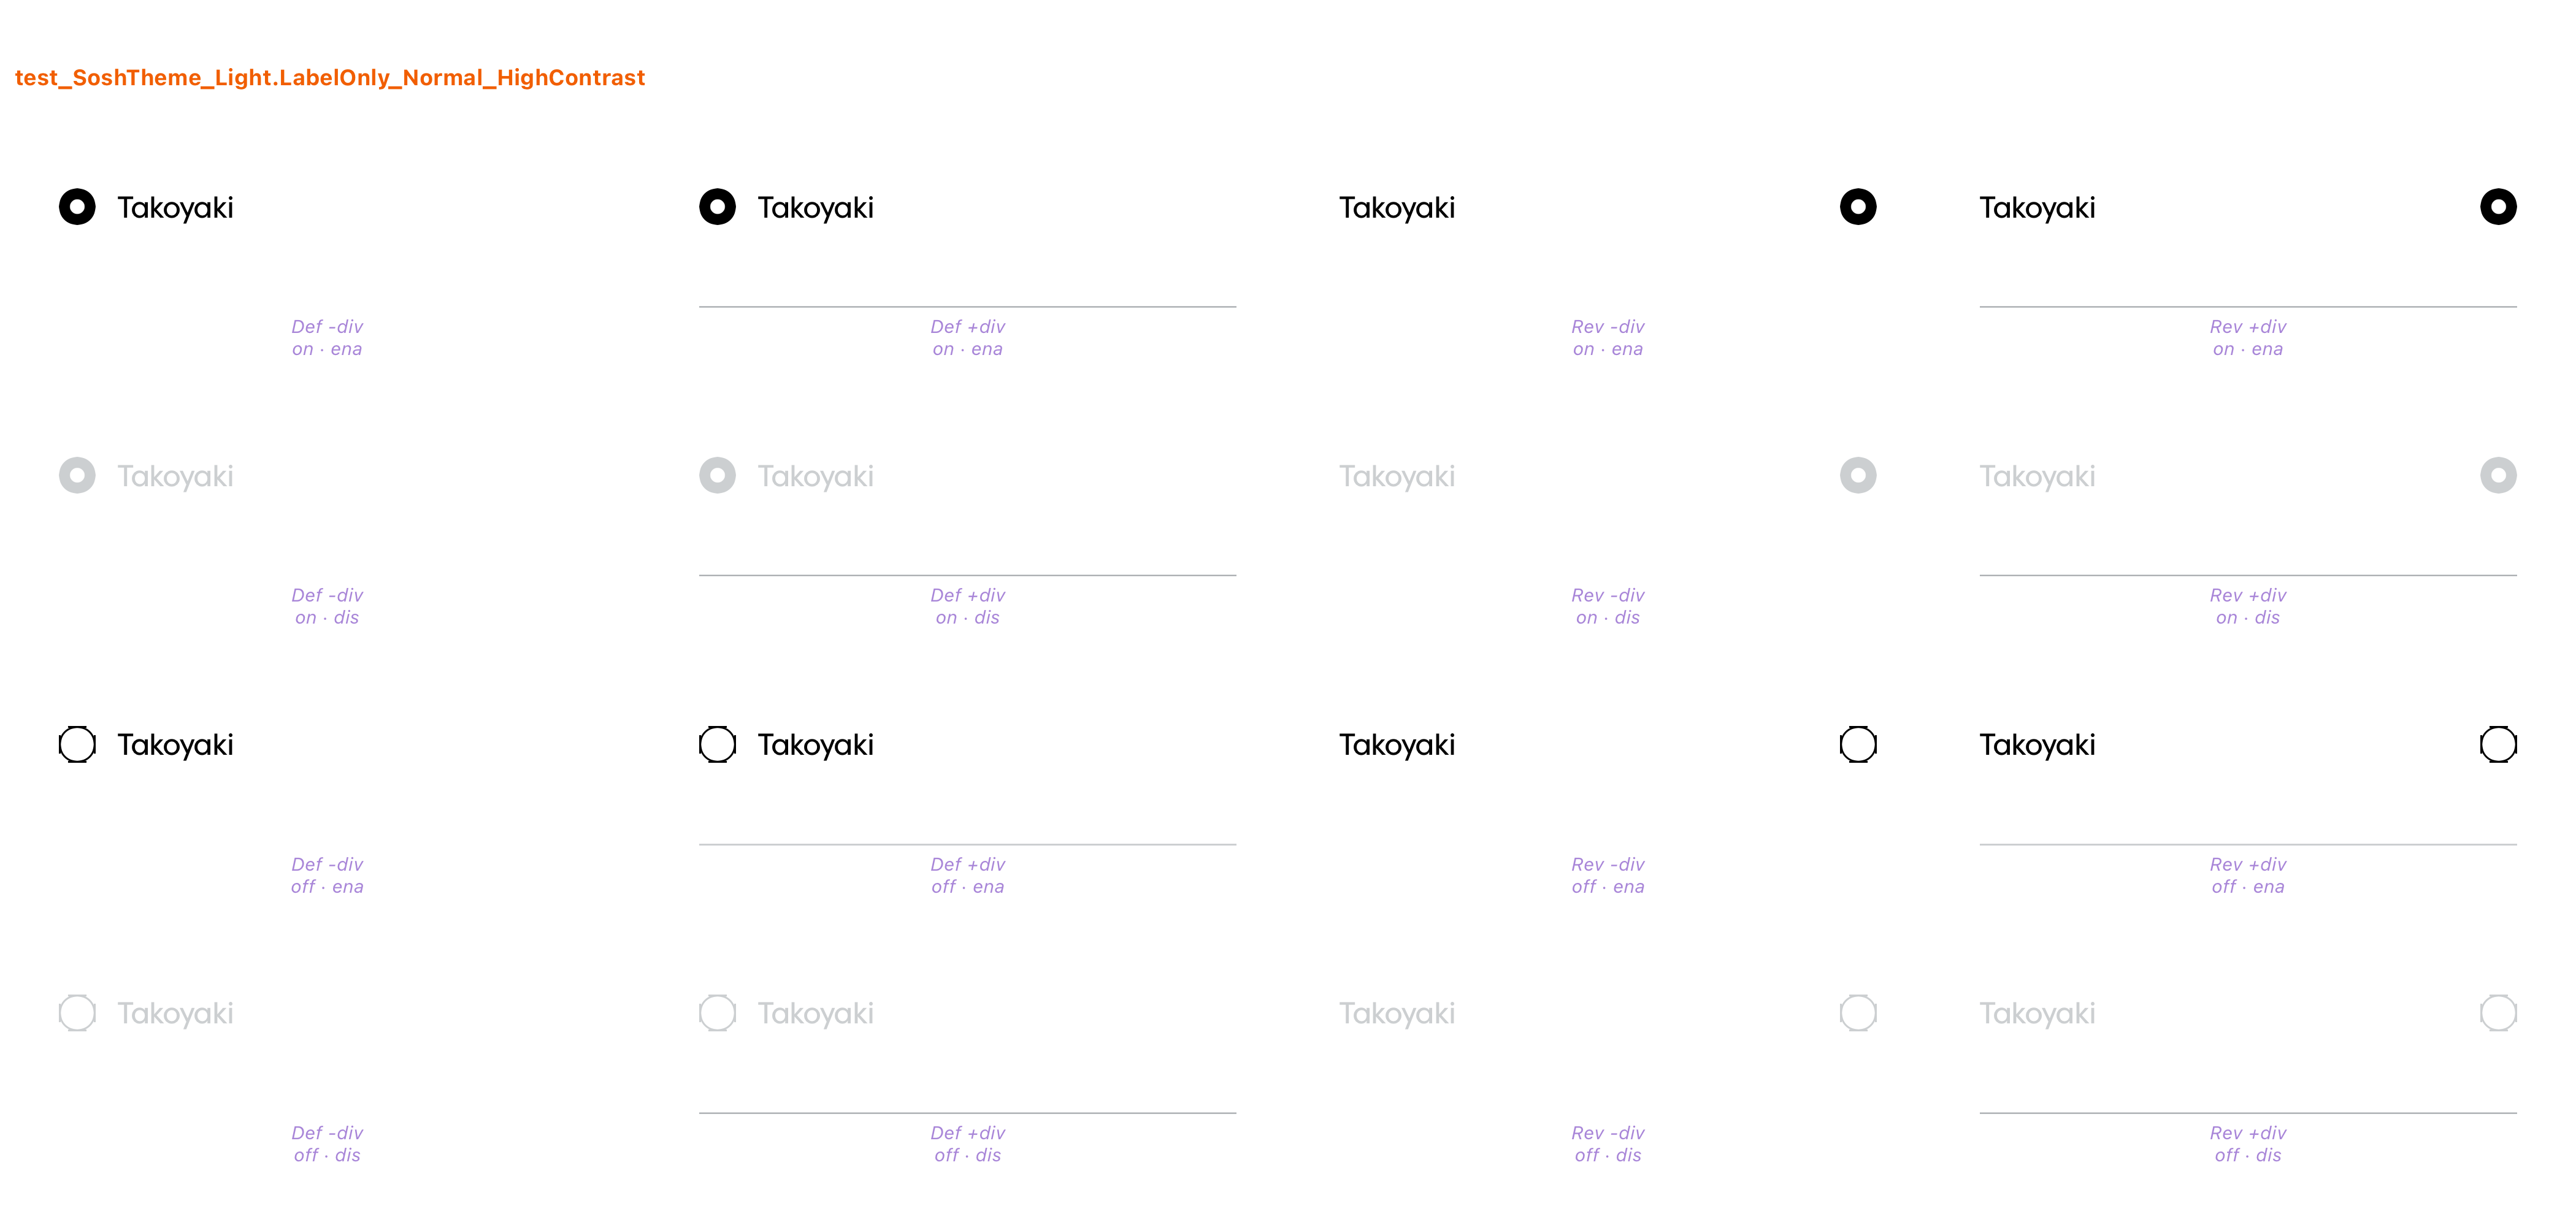 test_SoshTheme_Light.LabelOnly_Normal_HighContrast
Takoyaki
Takoyaki
Takoyaki
Takoyaki
Def -div
on · ena
Def +div
on · ena
Rev -div
on · ena
Rev +div
on · ena
Takoyaki
Takoyaki
Takoyaki
Takoyaki
Def -div
on · dis
Def +div
on · dis
Rev -div
on · dis
Rev +div
on · dis
Takoyaki
Takoyaki
Takoyaki
Takoyaki
Def -div
off · ena
Def +div
off · ena
Rev -div
off · ena
Rev +div
off · ena
Takoyaki
Takoyaki
Takoyaki
Takoyaki
Def -div
off · dis
Def +div
off · dis
Rev -div
off · dis
Rev +div
off · dis